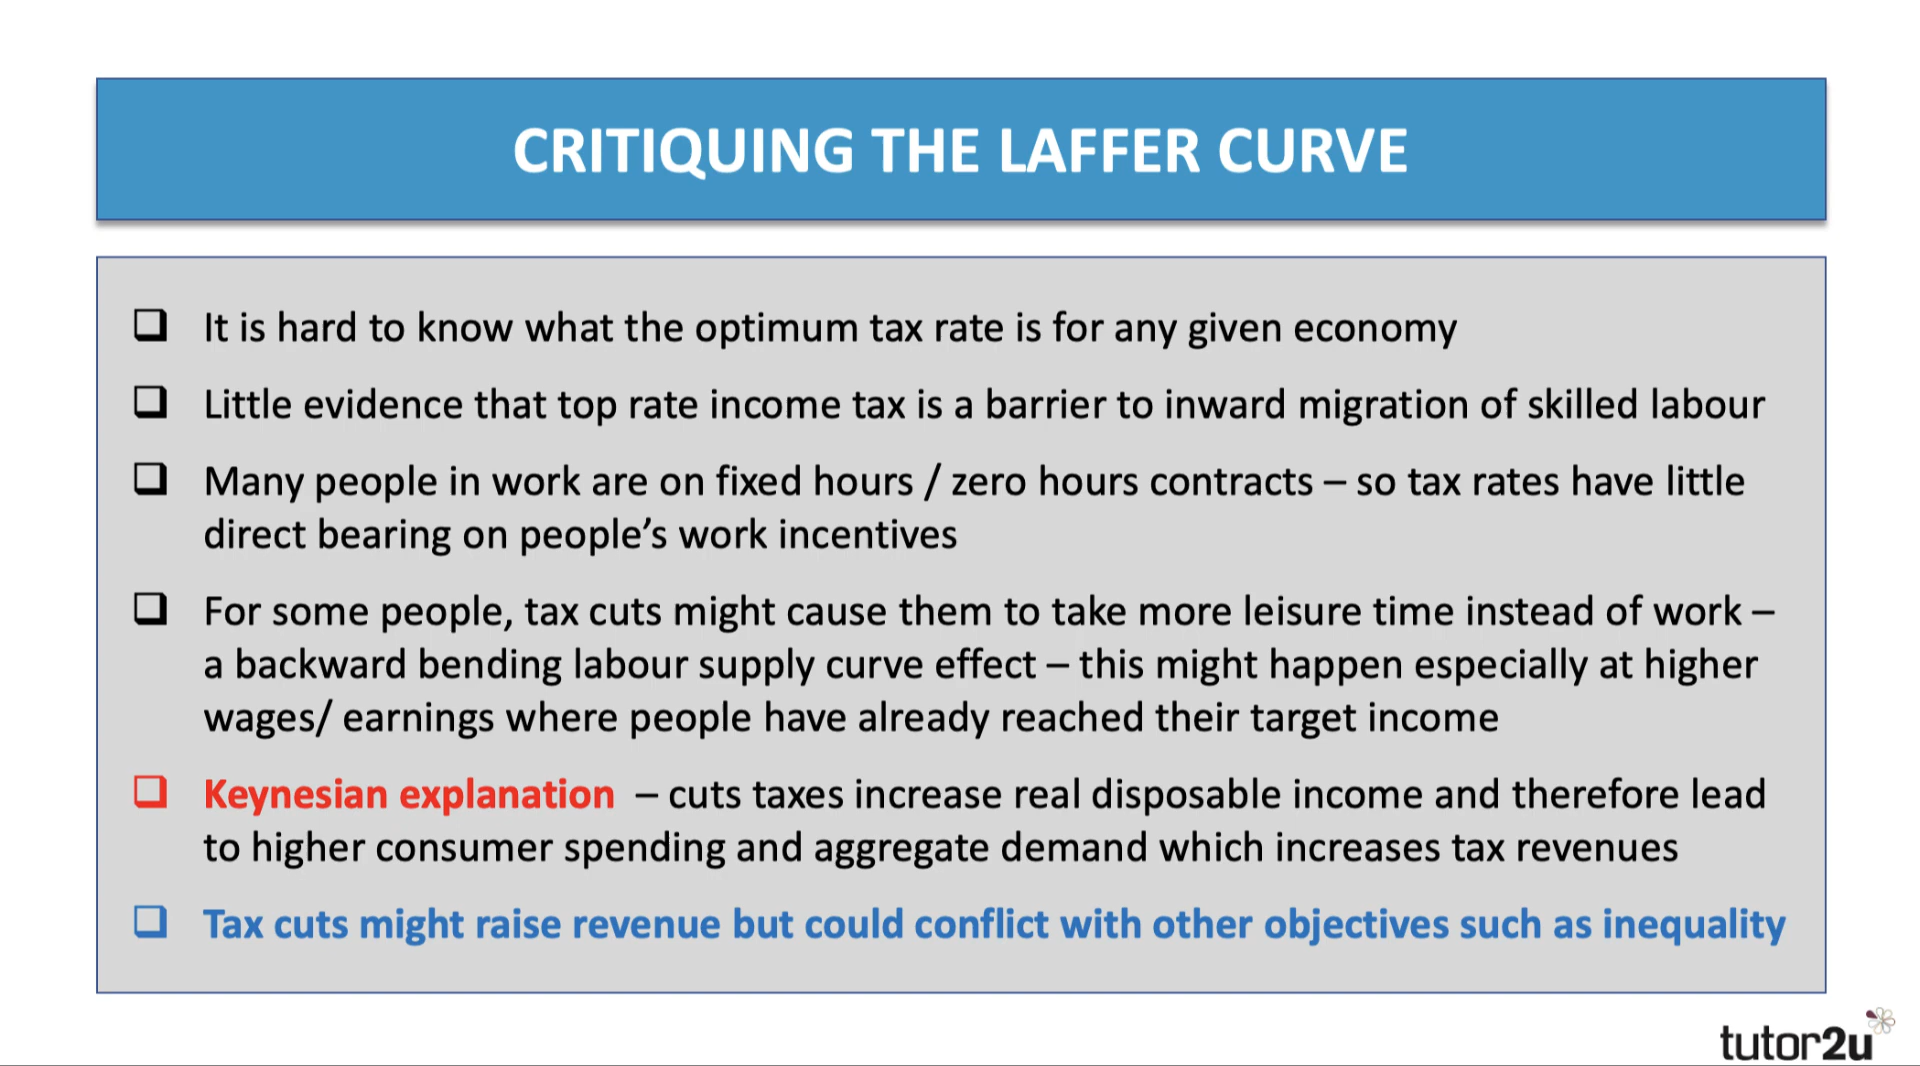 CRITIQUING THE LAFFER CURVE
It is hard to know what the optimum tax rate is for any given economy
Little evidence that top rate income tax is a barrier to inward migration of skilled labour
Many people in work are on fixed hours / zero hours contracts – so tax rates have little
direct bearing on people’s work incentives
For some people, tax cuts might cause them to take more leisure time instead of work –
a backward bending labour supply curve effect – this might happen especially at higher
wages/ earnings where people have already reached their target income
Keynesian explanation – cuts taxes increase real disposable income and therefore lead
to higher consumer spending and aggregate demand which increases tax revenues
Tax cuts might raise revenue but could conflict with other objectives such as inequality
tutor2u